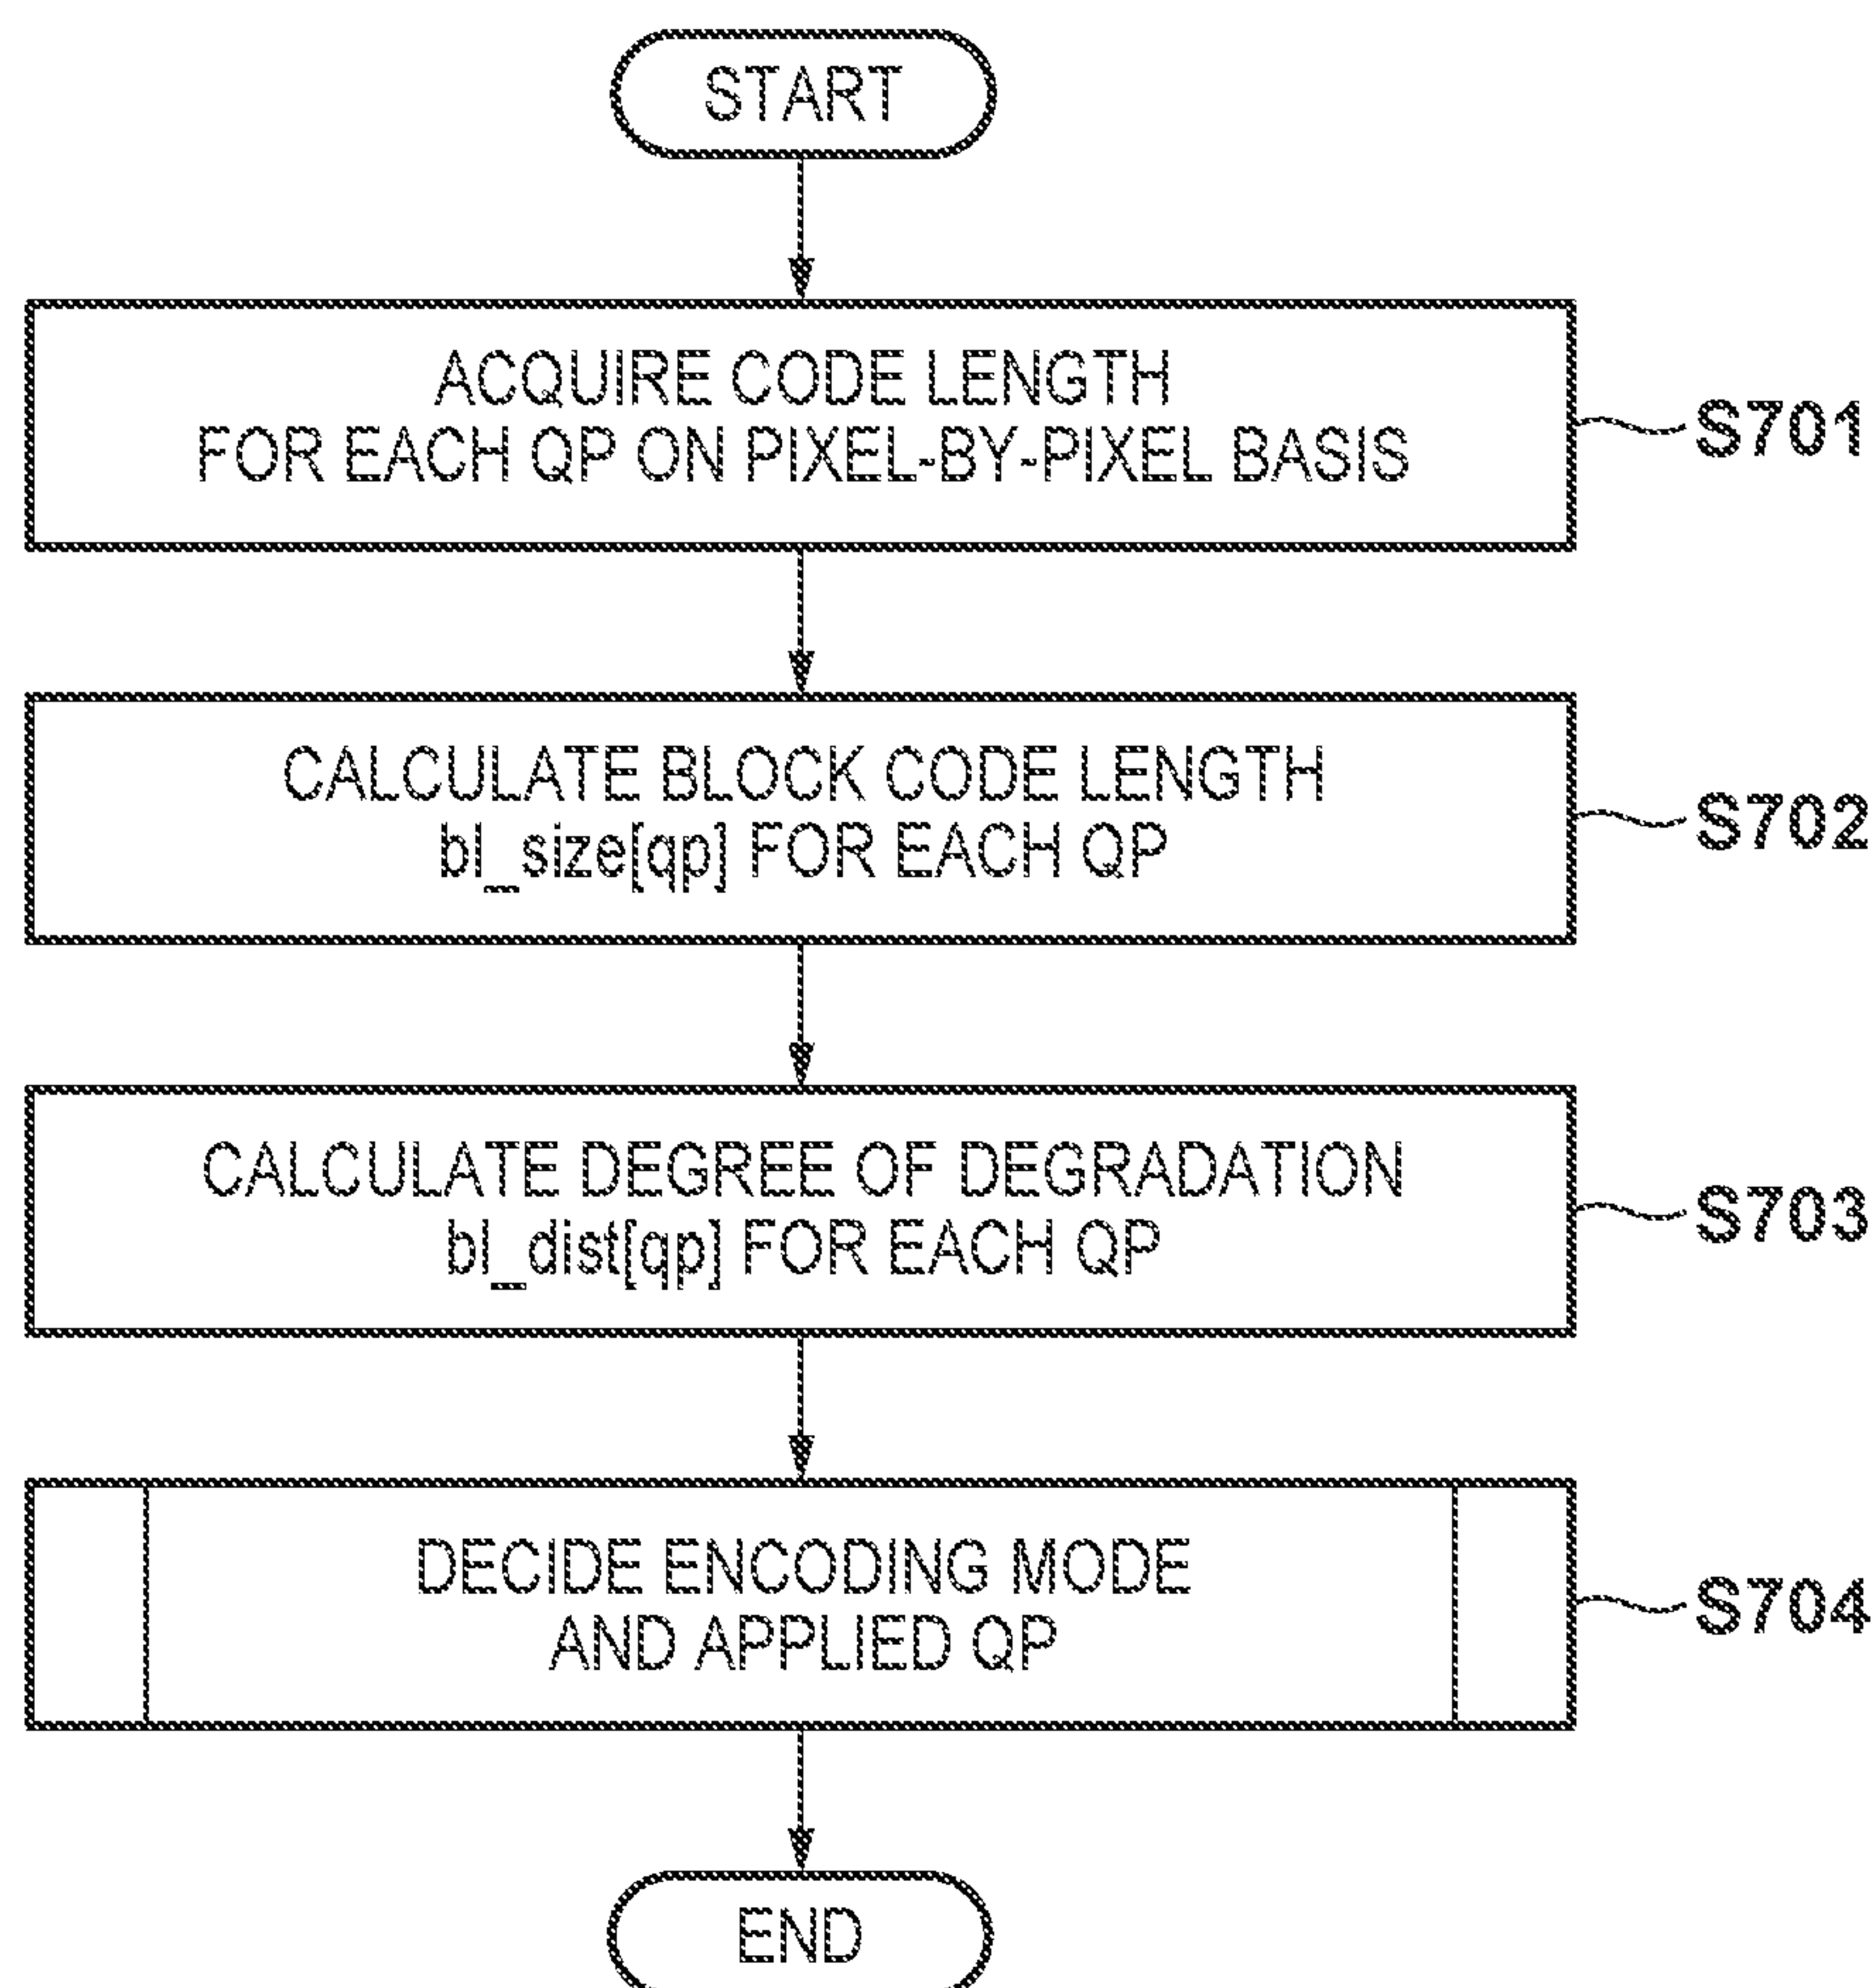 START
ACQUIRE CODE LENGTH
FOR EACH QP ON PIXEL-BY-PIXEL BASIS
S701
CALCULATE BLOCK CODE LENGTH
bl_size[qp] FOR EACH QP
S702
CALCULATE DEGREE OF DEGRADATION
bl_dist[qp] FOR EACH QP
S703
DECIDE ENCODING MODE
AND APPLIED QP
S704
END